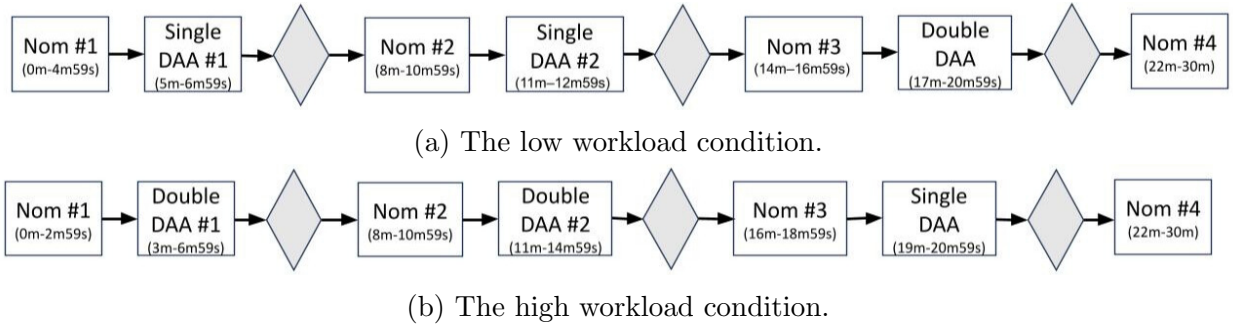 Nom #1
(0m-4m59s)
Single
DAA #1
(5m-6m59s)
Nom #2
(8m-10m59s)
Single
DAA #2
(11m–12m59s)
Nom #3
(14m–16m59s)
Double
DAA
(17m-20m59s)
Nom #4
(22m-30m)
(a) The low workload condition.
Nom #1
(0m-2m59s)
Double
DAA #1
(3m-6m59s)
Nom #2
(8m-10m59s)
Double
DAA #2
(11m-14m59s)
Nom #3
(16m-18m59s)
Single
DAA
(19m-20m59s)
Nom #4
(22m-30m)
(b) The high workload condition.